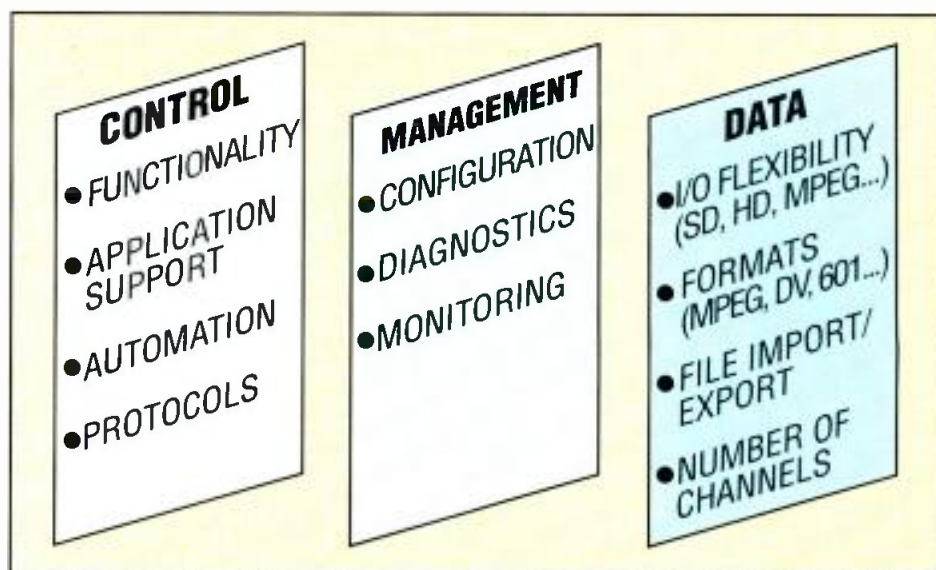 CONTROL
● FUNCTIONALITY
● APPLICATION
SUPPORT
● AUTOMATION
● PROTOCOLS
MANAGEMENT
● CONFIGURATION
● DIAGNOSTICS
● MONITORING
DATA
● I/O FLEXIBILITY
(SD, HD, MPEG...)
● FORMATS
(MPEG, DV, 601...)
● FILE IMPORT/
EXPORT
● NUMBER OF
CHANNELS